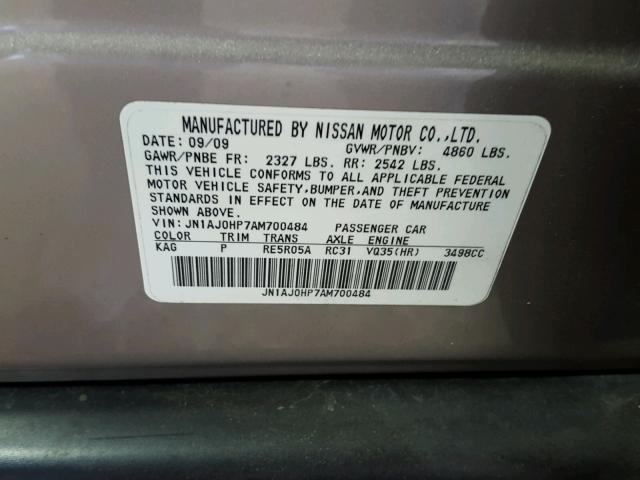 MANUFACTURED BY NISSAN MOTOR CO.,LTD.
DATE: 09/09 GVWR/PNBV: 4860 LBS.
GAWR/PNBE FR: 2327 LBS. RR: 2542 LBS.
THIS VEHICLE CONFORMS TO ALL APPLICABLE FEDERAL
MOTOR VEHICLE SAFETY,BUMPER,AND THEFT PREVENTION
STANDARDS IN EFFECT ON THE DATE OF MANUFACTURE
SHOWN ABOVE.
VIN: JN1AJ0HP7AM700484 PASSENGER CAR
COLOR TRIM TRANS AXLE ENGINE
KAG P RE5R05A RC31 VQ35(HR) 3498CC
JN1AJ0HP7AM700484